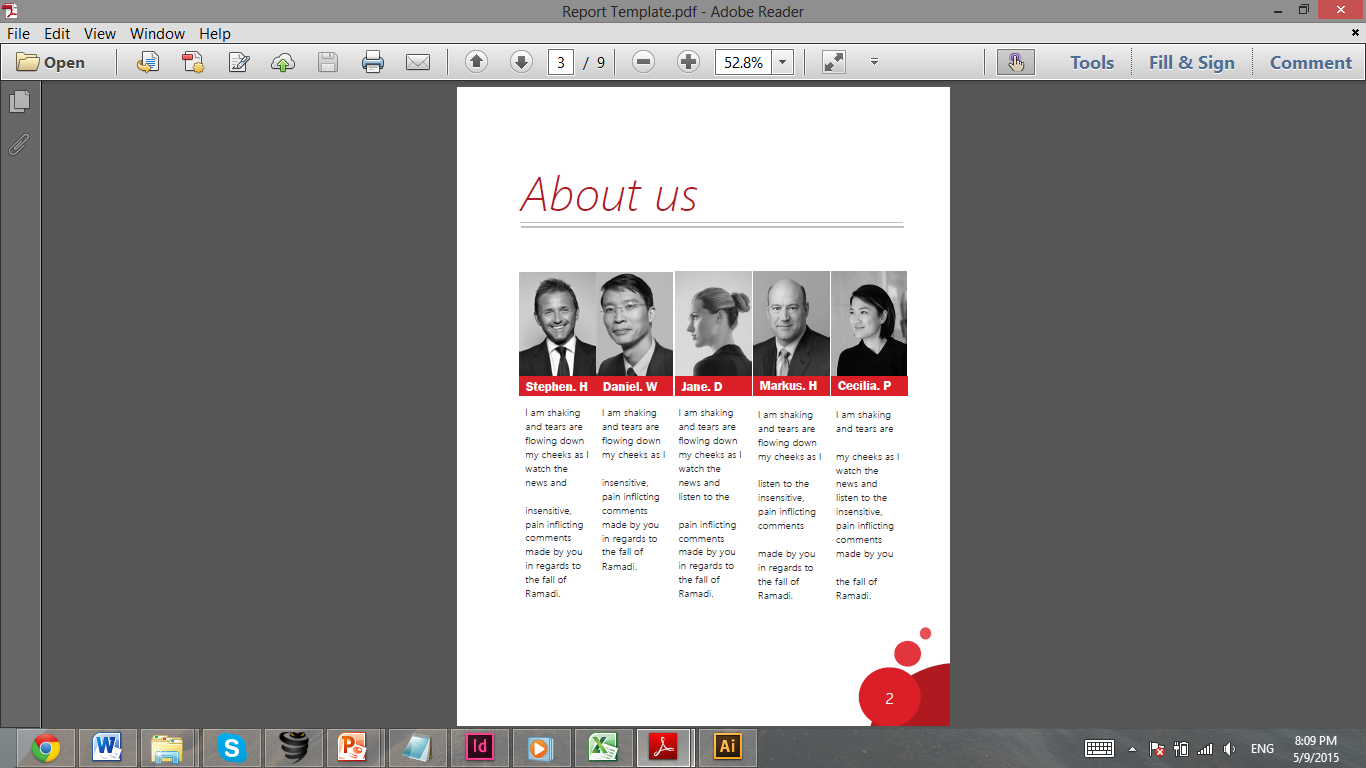 Report Template.pdf - Adobe Reader
File Edit View Window Help
Open 3 / 9 52.8% Tools Fill & Sign Comment
About us
Stephen. H Daniel. W Jane. D Markus. H Cecilia. P
I am shaking
and tears are
flowing down
my cheeks as I
watch the
news and
insensitive,
pain inflicting
comments
made by you
in regards to
the fall of
Ramadi.
I am shaking
and tears are
flowing down
my cheeks as I
insensitive,
pain inflicting
comments
made by you
in regards to
the fall of
Ramadi.
I am shaking
and tears are
flowing down
my cheeks as I
watch the
news and
listen to the
pain inflicting
comments
made by you
in regards to
the fall of
Ramadi.
I am shaking
and tears are
flowing down
my cheeks as I
listen to the
insensitive,
pain inflicting
comments
made by you
in regards to
the fall of
Ramadi.
I am shaking
and tears are
my cheeks as I
watch the
news and
listen to the
insensitive,
pain inflicting
comments
made by you
the fall of
Ramadi.
2
Id
Ai
ENG
8:09 PM
5/9/2015